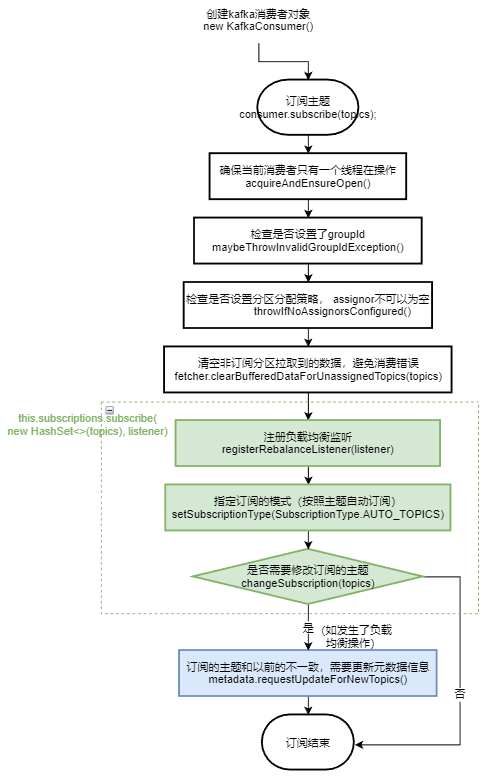 创建kafka消费者对象
new KafkaConsumer()
订阅主题
consumer.subscribe(topics);
确保当前消费者只有一个线程在操作
acquireAndEnsureOpen()
检查是否设置了groupId
maybeThrowInvalidGroupIdException()
检查是否设置分区分配策略， assignor不可以为空
throwIfNoAssignorsConfigured()
清空非订阅分区拉取到的数据，避免消费错误
fetcher.clearBufferedDataForUnassignedTopics(topics)
this.subscriptions.subscribe(
new HashSet<>(topics), listener)
注册负载均衡监听
registerRebalanceListener(listener)
指定订阅的模式（按照主题自动订阅）
setSubscriptionType(SubscriptionType.AUTO_TOPICS)
是否需要修改订阅的主题
changeSubscription(topics)
是（如发生了负载
均衡操作）
订阅的主题和以前的不一致，需要更新元数据信息
metadata.requestUpdateForNewTopics()
否
订阅结束